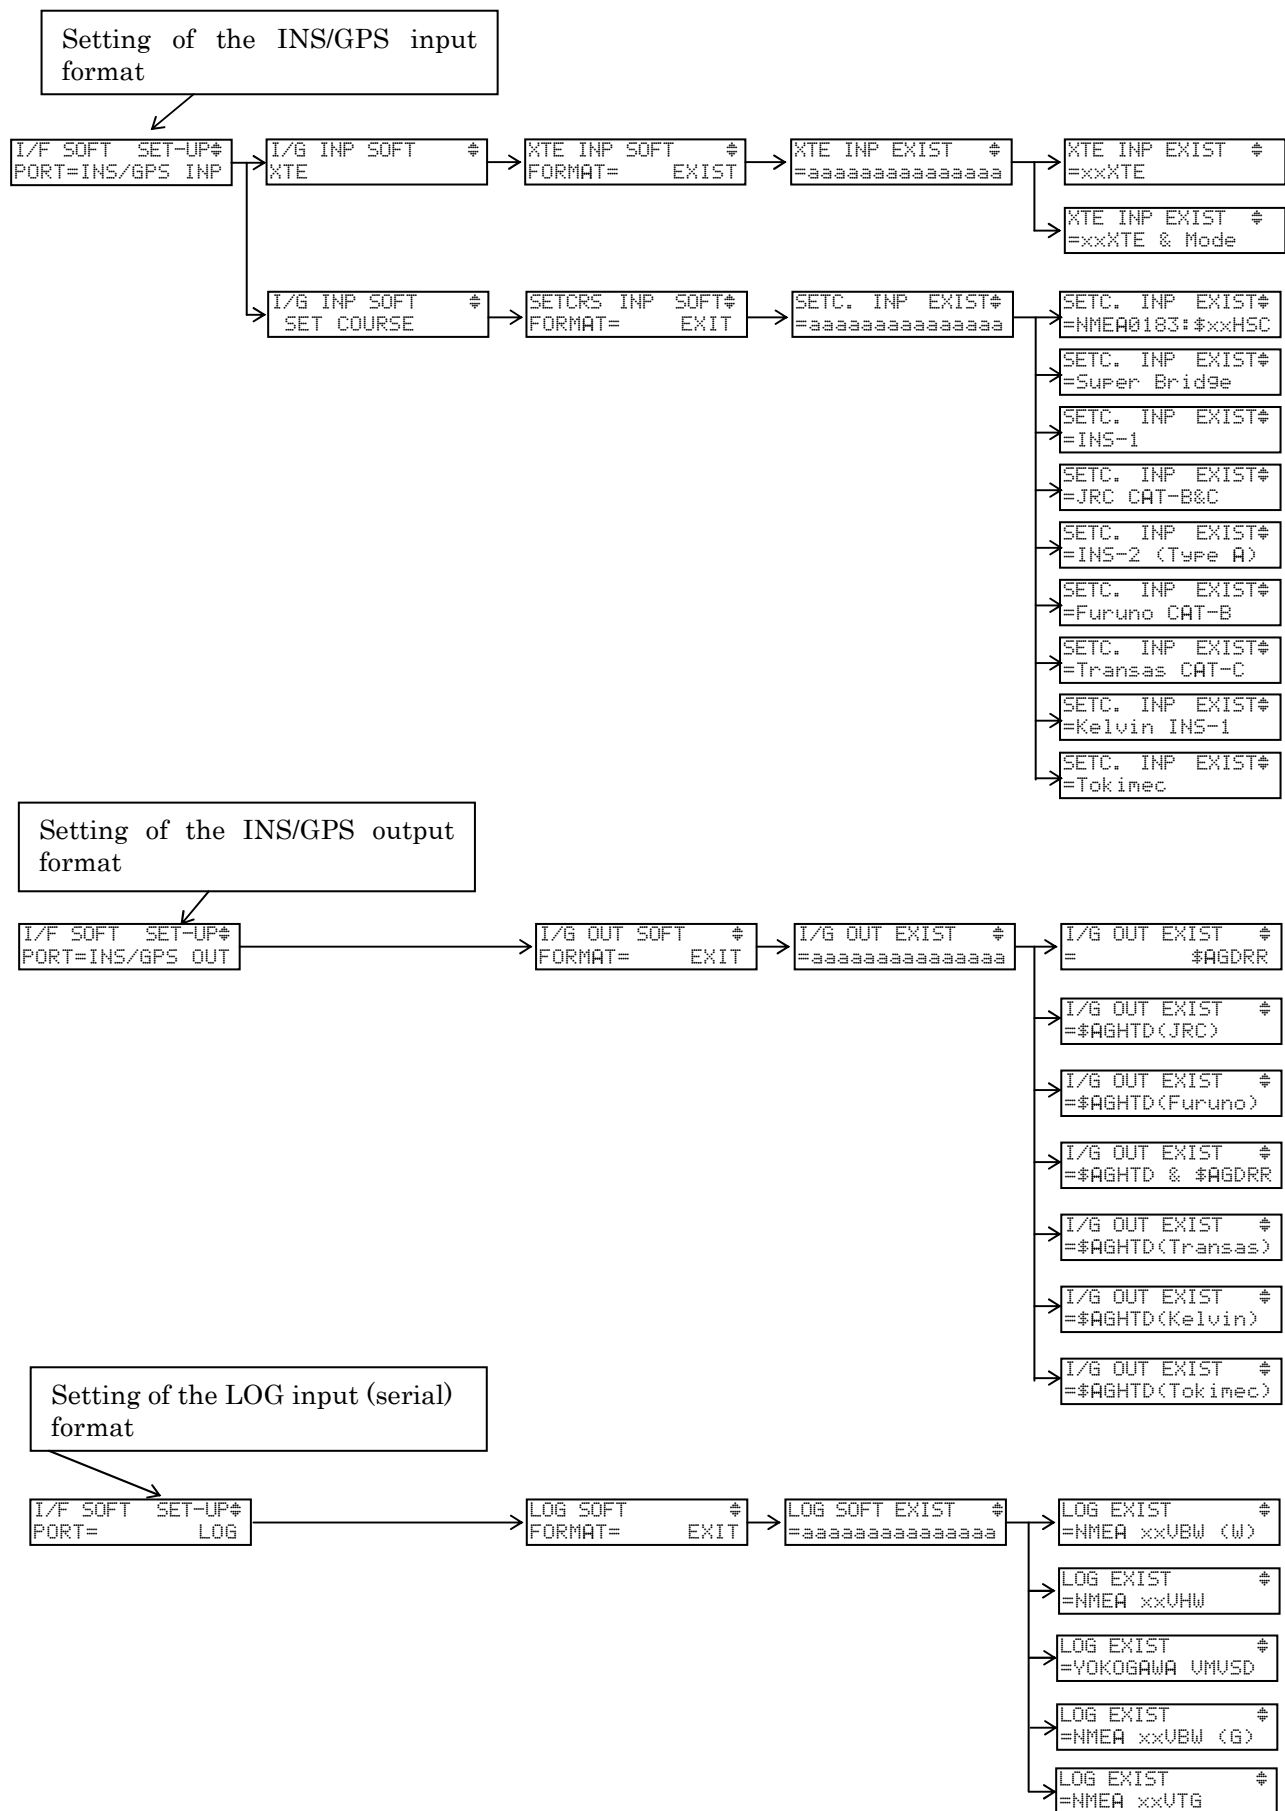 Setting of the INS/GPS input
format
I/F SOFT SET-UP
PORT=INS/GPS INP
I/G INP SOFT
XTE
XTE INP SOFT
FORMAT= EXIST
XTE INP EXIST
=aaaaaaaaaaaaaaa
XTE INP EXIST
=xxXTE
XTE INP EXIST
=xxXTE & Mode
I/G INP SOFT
SET COURSE
SETCRS INP SOFT
FORMAT= EXIT
SETC. INP EXIST
=aaaaaaaaaaaaaaa
SETC. INP EXIST
=NMEA0183:$xxHSC
SETC. INP EXIST
=Super Bridge
SETC. INP EXIST
=INS-1
SETC. INP EXIST
=JRC CAT-B&C
SETC. INP EXIST
=INS-2 (Type A)
SETC. INP EXIST
=Furuno CAT-B
SETC. INP EXIST
=Transas CAT-C
SETC. INP EXIST
=Kelvin INS-1
SETC. INP EXIST
=Tokimec
Setting of the INS/GPS output
format
I/F SOFT SET-UP
PORT=INS/GPS OUT
I/G OUT SOFT
FORMAT= EXIT
I/G OUT EXIST
=aaaaaaaaaaaaaaa
I/G OUT EXIST
= $AGDRR
I/G OUT EXIST
=$AGHTD(JRC)
I/G OUT EXIST
=$AGHTD(Furuno)
I/G OUT EXIST
=$AGHTD & $AGDRR
I/G OUT EXIST
=$AGHTD(Transas)
I/G OUT EXIST
=$AGHTD(Kelvin)
I/G OUT EXIST
=$AGHTD(Tokimec)
Setting of the LOG input (serial)
format
I/F SOFT SET-UP
PORT= LOG
LOG SOFT
FORMAT= EXIT
LOG SOFT EXIST
=aaaaaaaaaaaaaaa
LOG EXIST
=NMEA xxVBW (W)
LOG EXIST
=NMEA xxVHW
LOG EXIST
=YOKOGAWA VMVSD
LOG EXIST
=NMEA xxVBW (G)
LOG EXIST
=NMEA xxVTG